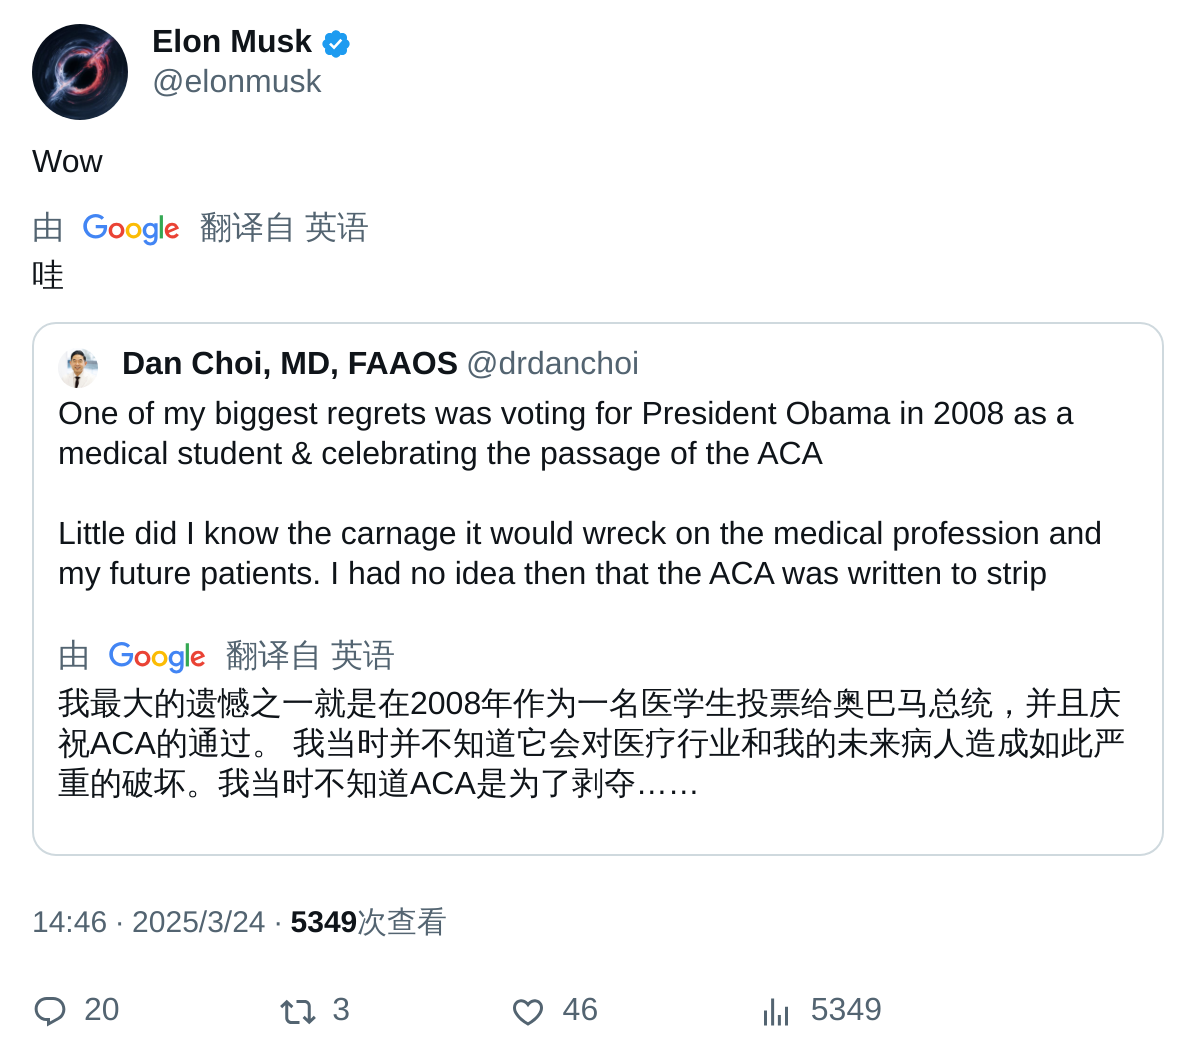 Elon Musk
@elonmusk
Wow
由 Google 翻译自 英语
哇
Dan Choi, MD, FAAOS @drdanchoi
One of my biggest regrets was voting for President Obama in 2008 as a
medical student & celebrating the passage of the ACA
Little did I know the carnage it would wreck on the medical profession and
my future patients. I had no idea then that the ACA was written to strip
由 Google 翻译自 英语
我最大的遗憾之一就是在2008年作为一名医学生投票给奥巴马总统，并且庆
祝ACA的通过。 我当时并不知道它会对医疗行业和我的未来病人造成如此严
重的破坏。我当时不知道ACA是为了剥夺……
14:46 · 2025/3/24 · 5349次查看
20 3 46 5349